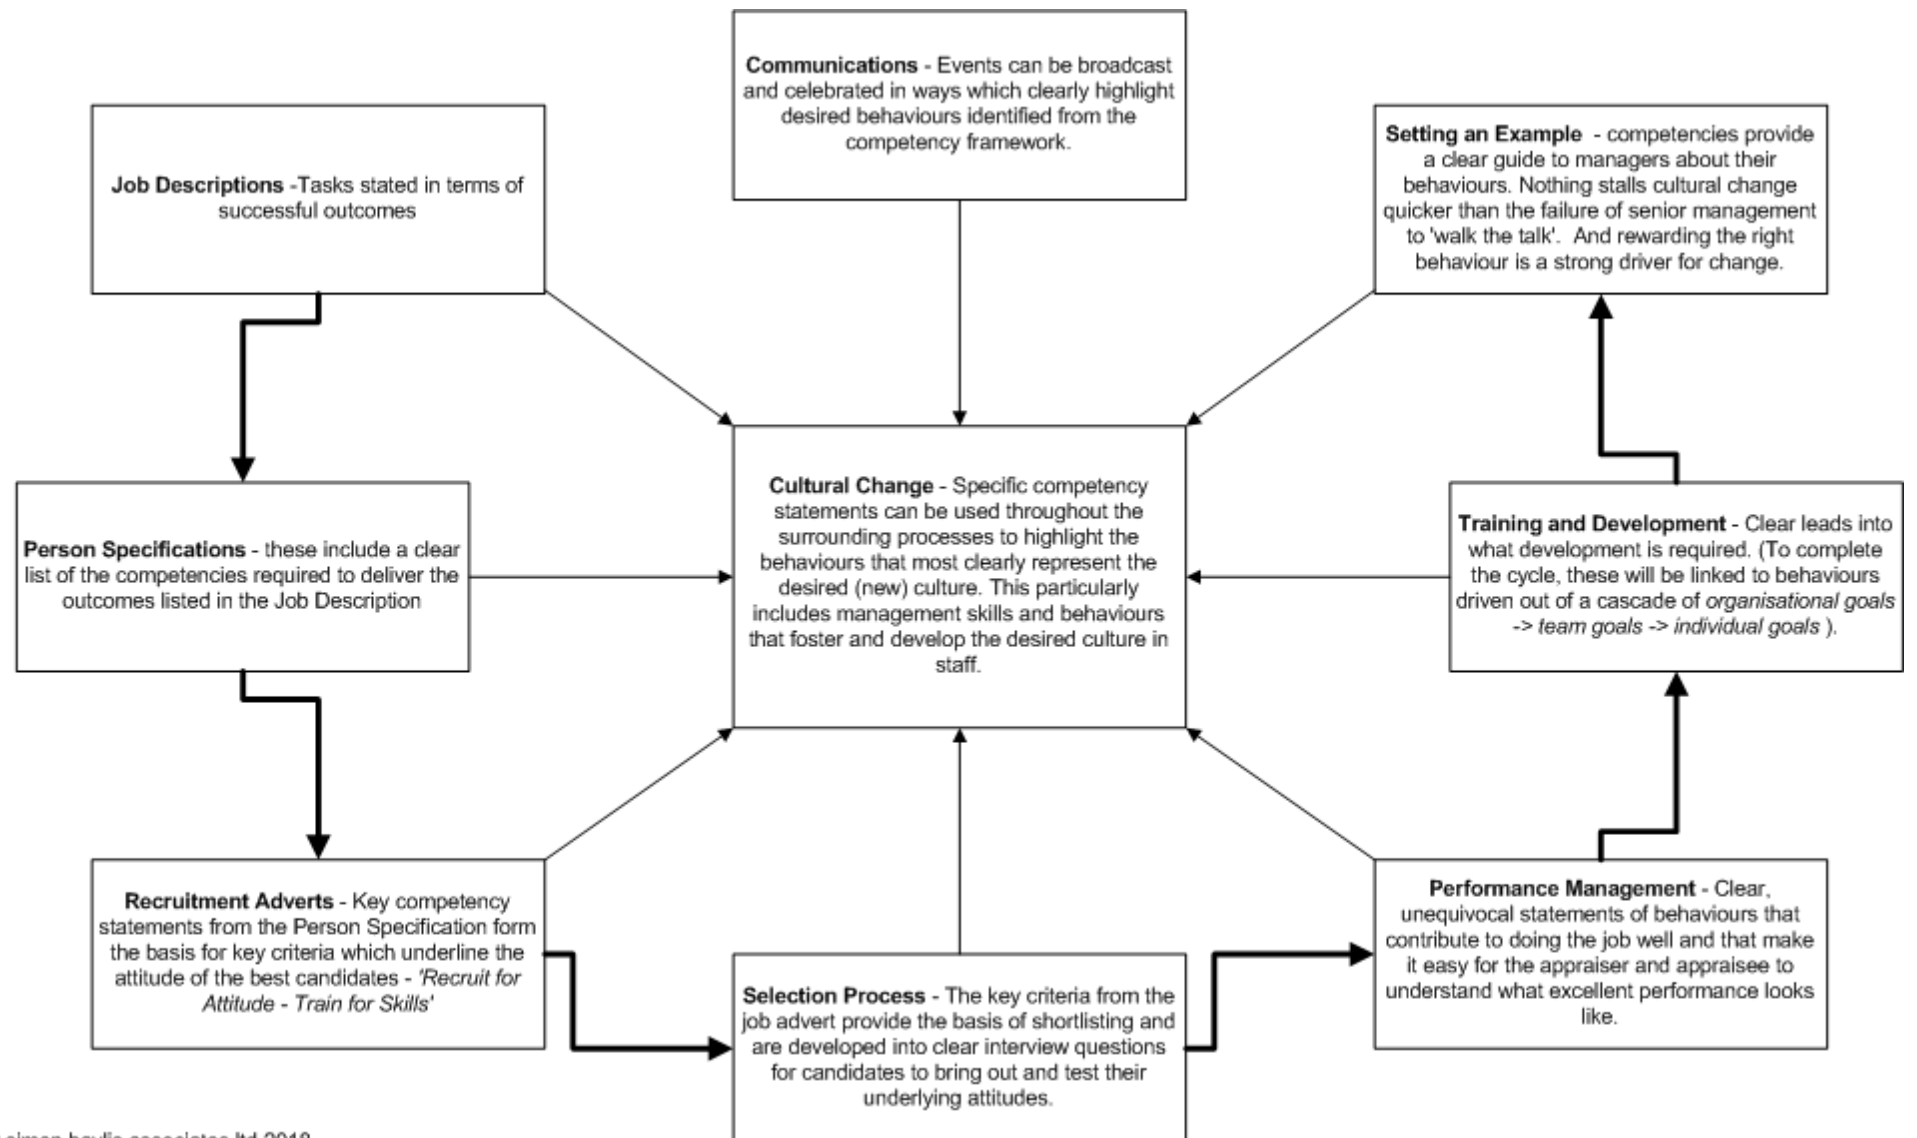 Communications - Events can be broadcast
and celebrated in ways which clearly highlight
desired behaviours identified from the
competency framework.
Job Descriptions -Tasks stated in terms of
successful outcomes
Setting an Example - competencies provide
a clear guide to managers about their
behaviours. Nothing stalls cultural change
quicker than the failure of senior management
to 'walk the talk'. And rewarding the right
behaviour is a strong driver for change.
Person Specifications - these include a clear
list of the competencies required to deliver the
outcomes listed in the Job Description
Cultural Change - Specific competency
statements can be used throughout the
surrounding processes to highlight the
behaviours that most clearly represent the
desired (new) culture. This particularly
includes management skills and behaviours
that foster and develop the desired culture in
staff.
Training and Development - Clear leads into
what development is required. (To complete
the cycle, these will be linked to behaviours
driven out of a cascade of organisational goals
-> team goals -> individual goals ).
Recruitment Adverts - Key competency
statements from the Person Specification form
the basis for key criteria which underline the
attitude of the best candidates - 'Recruit for
Attitude - Train for Skills'
Selection Process - The key criteria from the
job advert provide the basis of shortlisting and
are developed into clear interview questions
for candidates to bring out and test their
underlying attitudes.
Performance Management - Clear,
unequivocal statements of behaviours that
contribute to doing the job well and that make
it easy for the appraiser and appraisee to
understand what excellent performance looks
like.